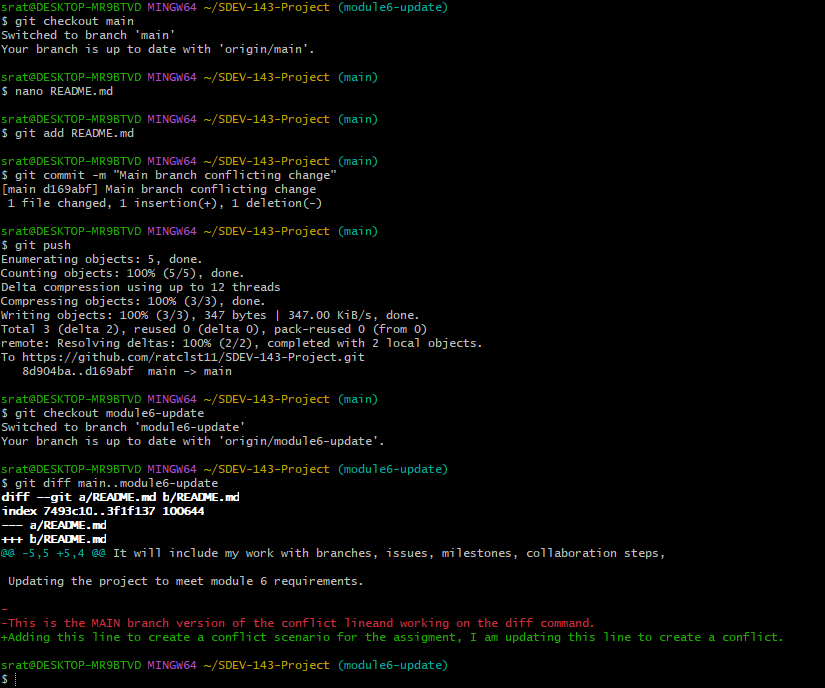 srat@DESKTOP-MR9BTVD MINGW64 ~/SDEV-143-Project (module6-update)
$ git checkout main
Switched to branch 'main'
Your branch is up to date with 'origin/main'.

srat@DESKTOP-MR9BTVD MINGW64 ~/SDEV-143-Project (main)
$ nano README.md

srat@DESKTOP-MR9BTVD MINGW64 ~/SDEV-143-Project (main)
$ git add README.md

srat@DESKTOP-MR9BTVD MINGW64 ~/SDEV-143-Project (main)
$ git commit -m "Main branch conflicting change"
[main d169abf] Main branch conflicting change
 1 file changed, 1 insertion(+), 1 deletion(-)

srat@DESKTOP-MR9BTVD MINGW64 ~/SDEV-143-Project (main)
$ git push
Enumerating objects: 5, done.
Counting objects: 100% (5/5), done.
Delta compression using up to 12 threads
Compressing objects: 100% (3/3), done.
Writing objects: 100% (3/3), 347 bytes | 347.00 KiB/s, done.
Total 3 (delta 2), reused 0 (delta 0), pack-reused 0 (from 0)
remote: Resolving deltas: 100% (2/2), completed with 2 local objects.
To https://github.com/ratclst11/SDEV-143-Project.git
   8d904ba..d169abf  main -> main

srat@DESKTOP-MR9BTVD MINGW64 ~/SDEV-143-Project (main)
$ git checkout module6-update
Switched to branch 'module6-update'
Your branch is up to date with 'origin/module6-update'.

srat@DESKTOP-MR9BTVD MINGW64 ~/SDEV-143-Project (module6-update)
$ git diff main..module6-update
diff --git a/README.md b/README.md
index 7493c10..3f1f137 100644
--- a/README.md
+++ b/README.md
@@ -5,5 +5,4 @@ It will include my work with branches, issues, milestones, collaboration steps,

 Updating the project to meet module 6 requirements.

-
-This is the MAIN branch version of the conflict lineand working on the diff command.
+Adding this line to create a conflict scenario for the assigment, I am updating this line to create a conflict.

srat@DESKTOP-MR9BTVD MINGW64 ~/SDEV-143-Project (module6-update)
$